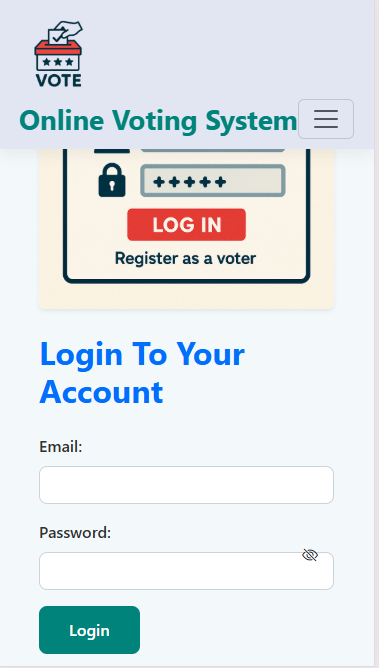 VOTE
Online Voting System
+++++
LOG IN
Register as a voter
Login To Your
Account
Email:
Password:
Login